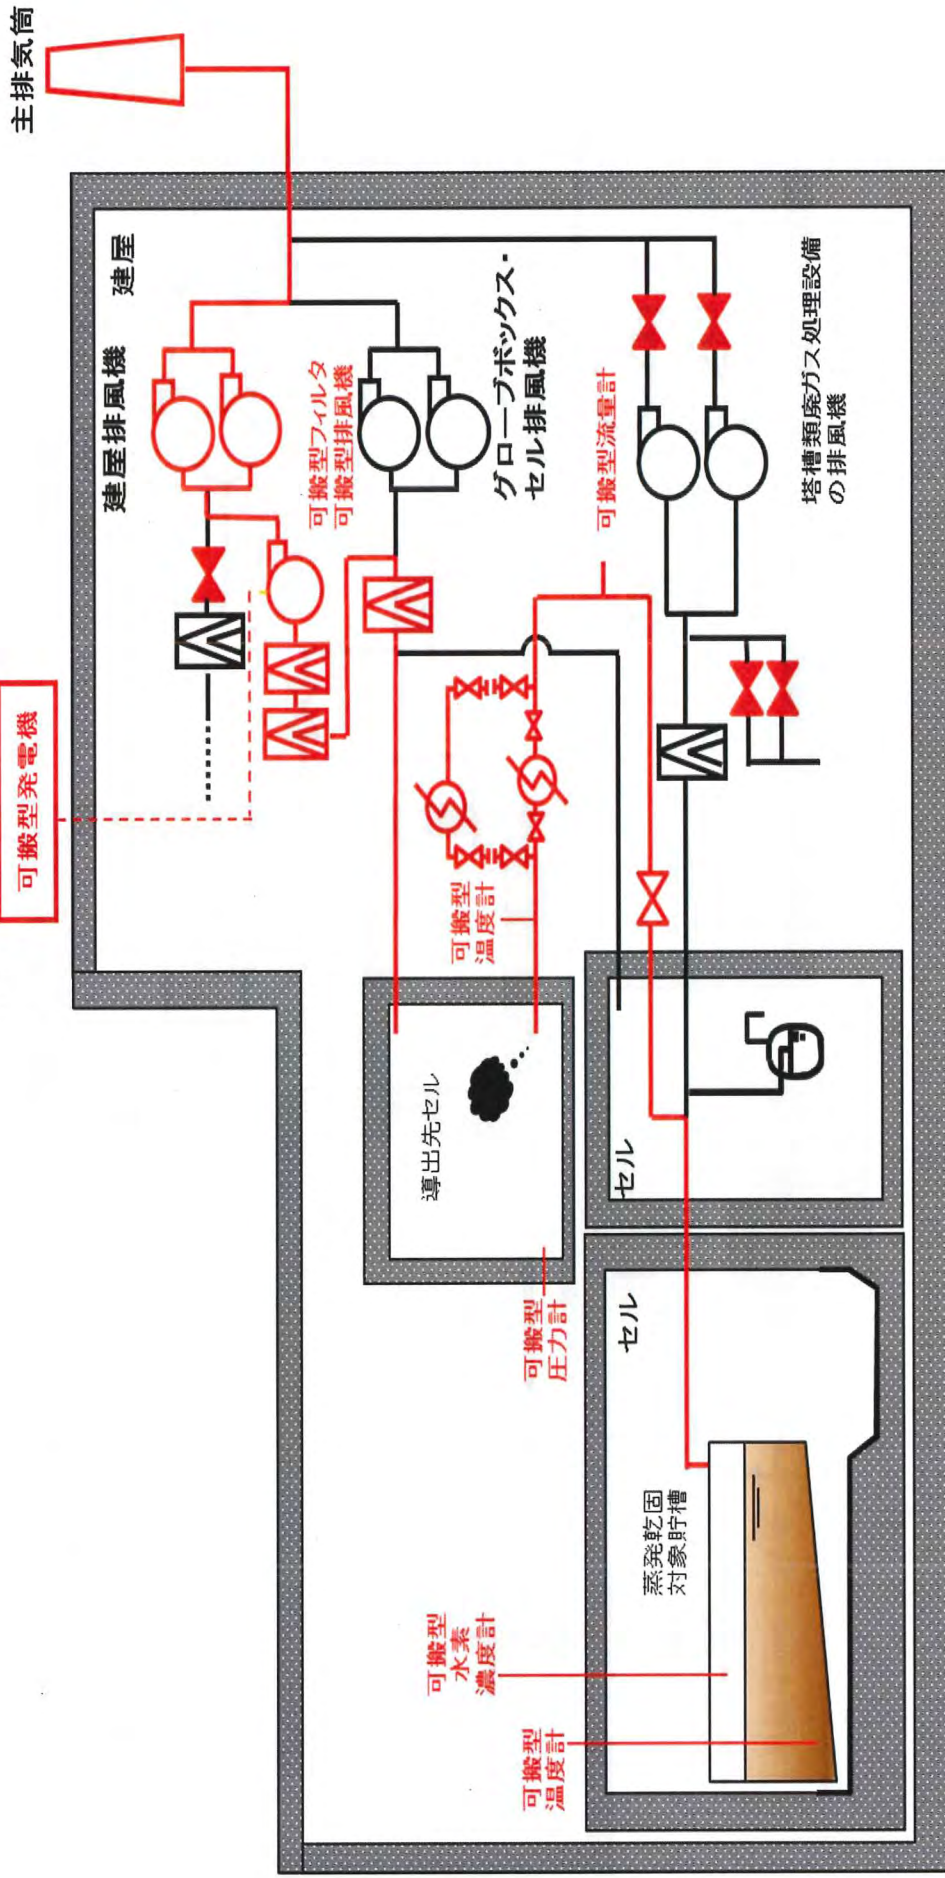 主排気筒
建屋
建屋排風機
可搬型フィルタ
可搬型排風機
グローブボックス・
セル排風機
可搬型流量計
塔槽類廃ガス処理設備
の排風機
可搬型発電機
可搬型
温度計
導出先セル
セル
可搬型
圧力計
セル
蒸発乾固
対象貯槽
可搬型
水素
濃度計
可搬型
温度計